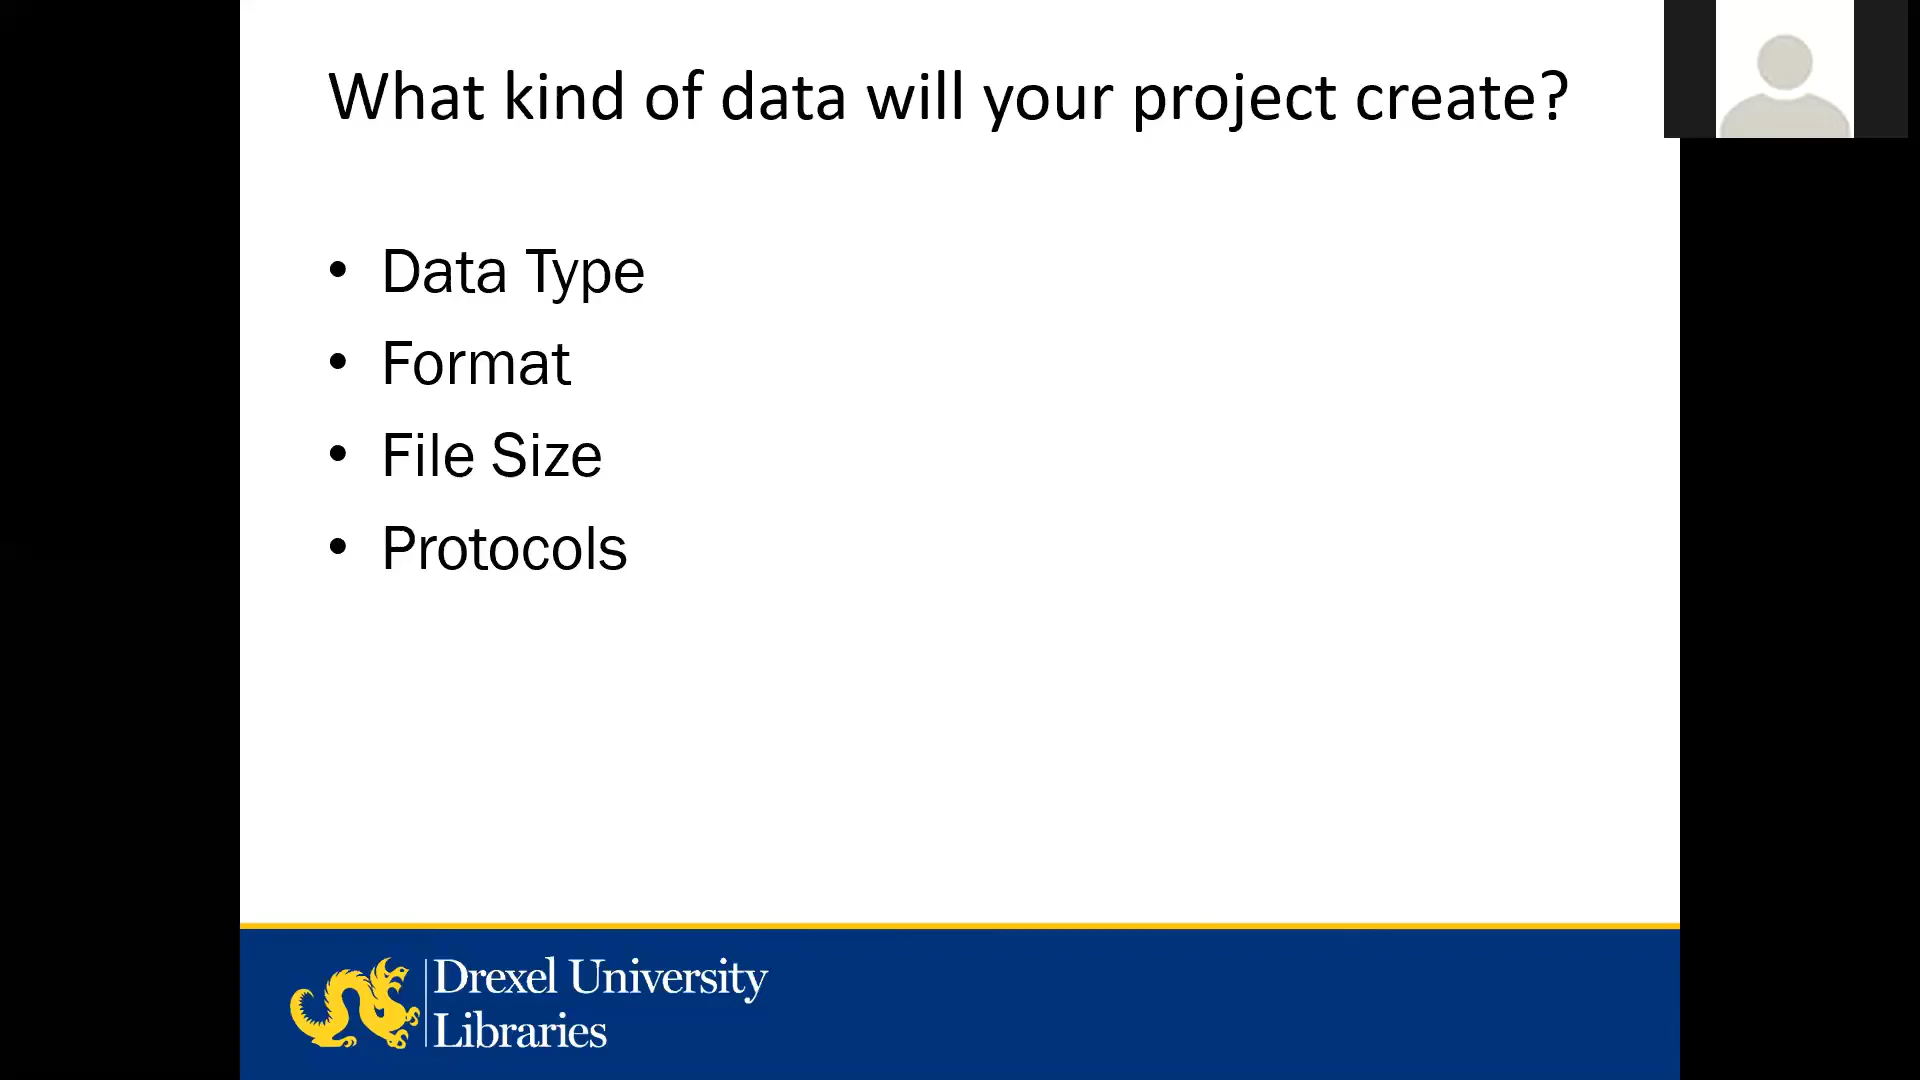 What kind of data will your project create?
• Data Type
• Format
• File Size
• Protocols
Drexel University
Libraries